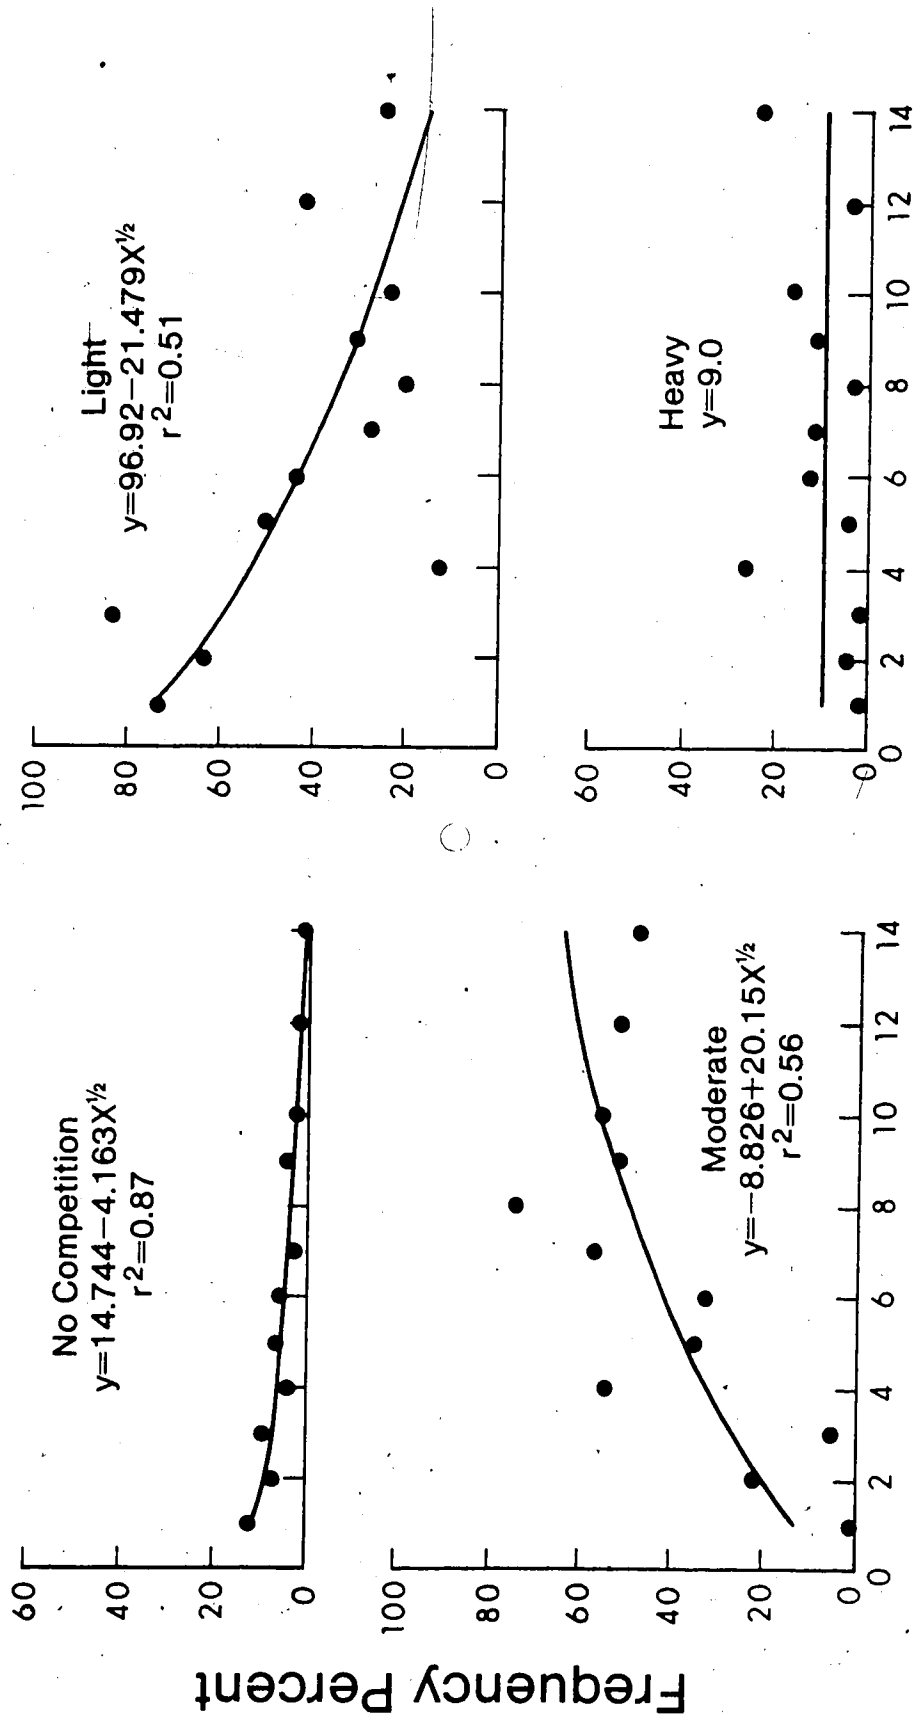 Frequency Percent
No Competition
y=14.744−4.163X½
r²=0.87
60
40
20
0
Light
y=96.92−21.479X½
r²=0.51
100
80
60
40
20
0
Moderate
y=−8.826+20.15X½
r²=0.56
100
80
60
40
20
0
0 2 4 6 8 10 12 14
Heavy
y=9.0
60
40
20
0
0 2 4 6 8 10 12 14